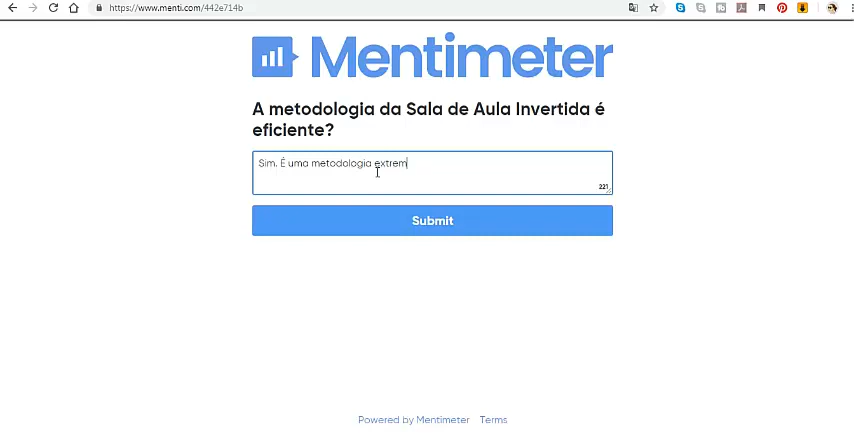 https://www.menti.com/442e714b
Mentimeter
A metodologia da Sala de Aula Invertida é
eficiente?
Sim. É uma metodologia extrem
221
Submit
Powered by Mentimeter Terms